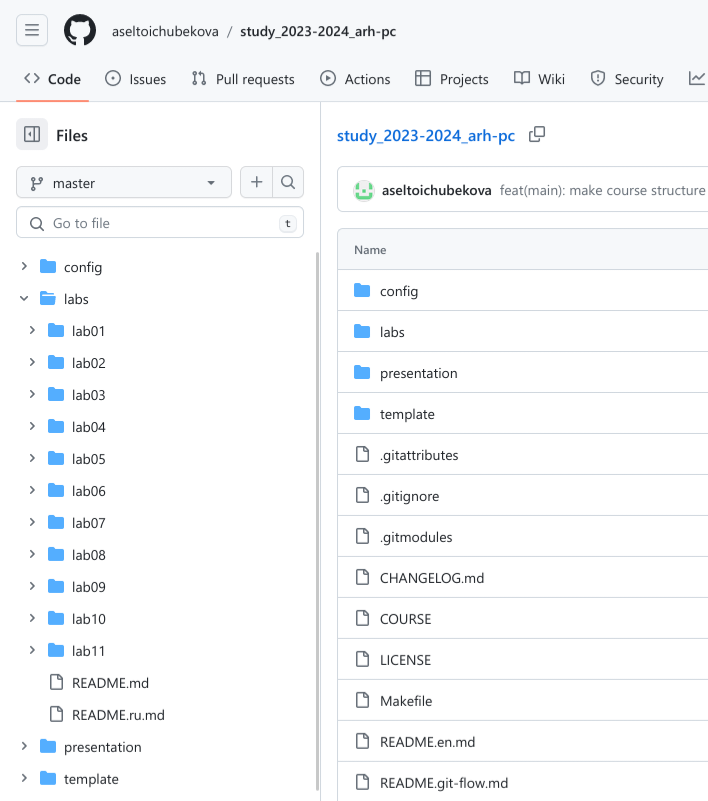 aseltoichubekova / study_2023-2024_arh-pc
Code Issues Pull requests Actions Projects Wiki Security
Files
master
Go to file t
config
labs
lab01
lab02
lab03
lab04
lab05
lab06
lab07
lab08
lab09
lab10
lab11
README.md
README.ru.md
presentation
template
study_2023-2024_arh-pc
aseltoichubekova feat(main): make course structure
Name
config
labs
presentation
template
.gitattributes
.gitignore
.gitmodules
CHANGELOG.md
COURSE
LICENSE
Makefile
README.en.md
README.git-flow.md